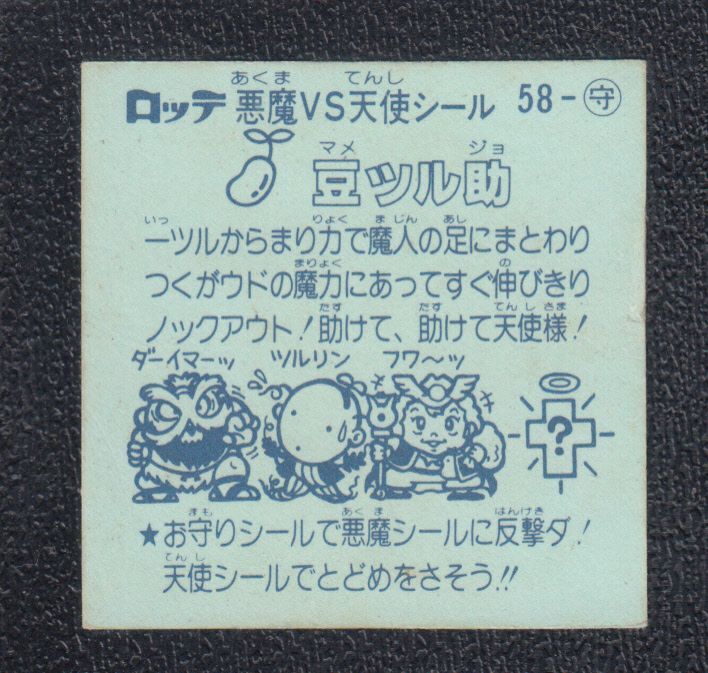 あくま てんし
ロッテ 悪魔VS天使シール 58-守
マメ ジョ
豆ツル助
いっ りょく まじん あし
一ツルからまり力で魔人の足にまとわり
まりょく の
つくがウドの魔力にあってすぐ伸びきり
たす たす てんしさま
ノックアウト!助けて、助けて天使様!
ダーイマーッ ツルリン フワ〜ッ
?
まも あくま はんげき
★お守りシールで悪魔シールに反撃ダ!
てんし
天使シールでとどめをさそう!!